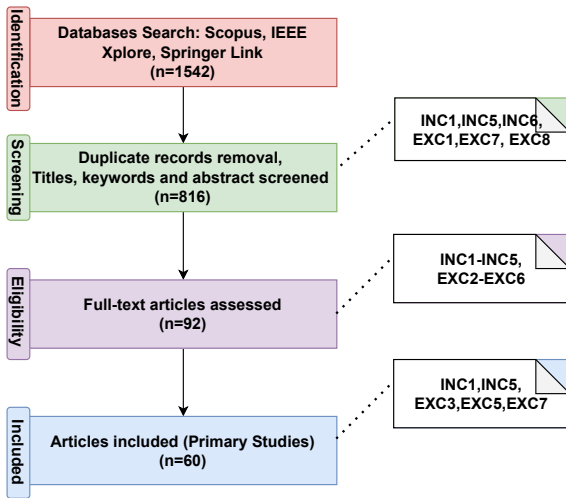 Identification
Databases Search: Scopus, IEEE
Xplore, Springer Link
(n=1542)
Screening
Duplicate records removal,
Titles, keywords and abstract screened
(n=816)
INC1,INC5,INC6,
EXC1,EXC7, EXC8
Eligibility
Full-text articles assessed
(n=92)
INC1-INC5,
EXC2-EXC6
Included
Articles included (Primary Studies)
(n=60)
INC1,INC5,
EXC3,EXC5,EXC7